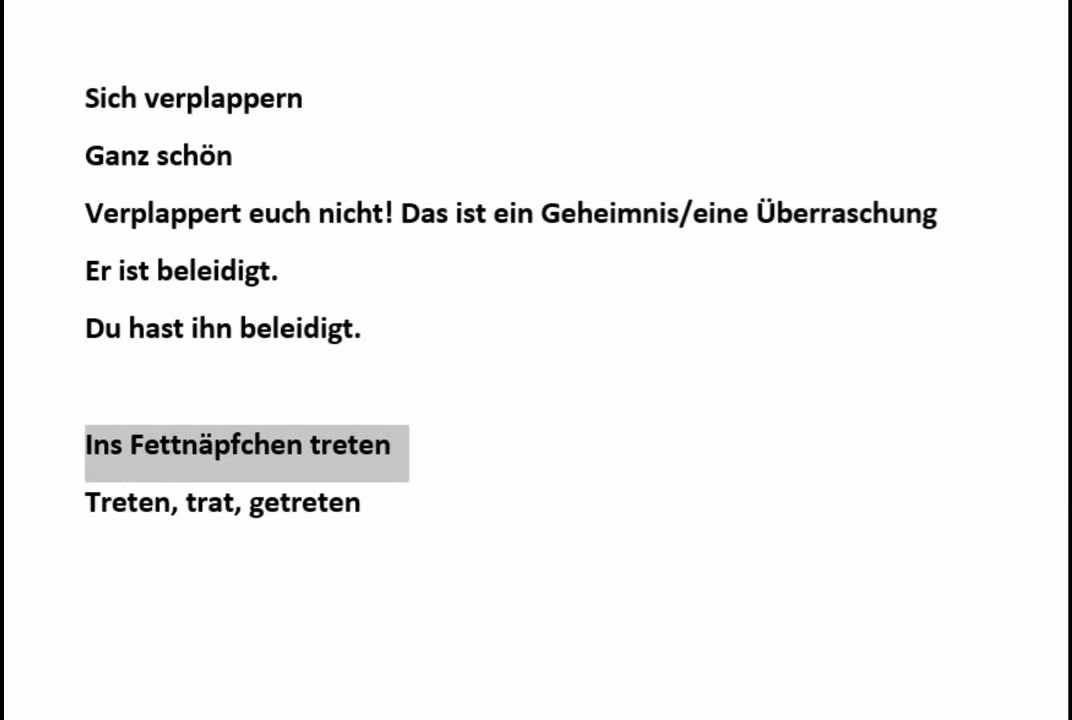 Sich verplappern
Ganz schön
Verplappert euch nicht! Das ist ein Geheimnis/eine Überraschung
Er ist beleidigt.
Du hast ihn beleidigt.
Ins Fettnäpfchen treten
Treten, trat, getreten